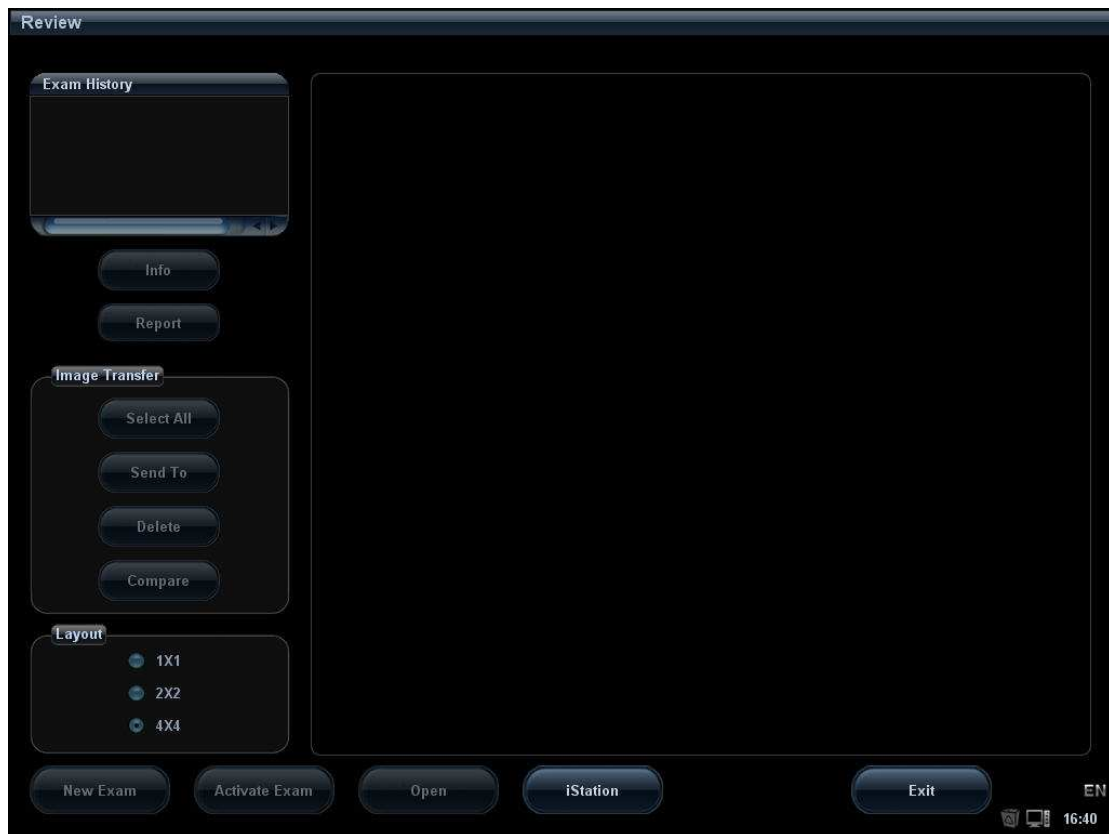 Review
Exam History
Info
Report
Image Transfer
Select All
Send To
Delete
Compare
Layout
1X1
2X2
4X4
New Exam
Activate Exam
Open
iStation
Exit
EN
16:40